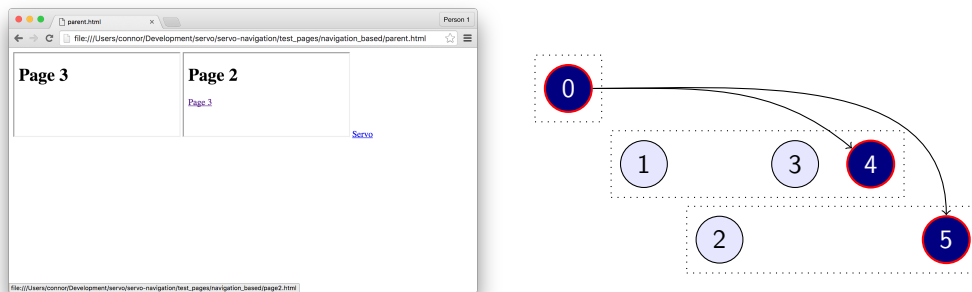 parent.html
Person 1
file:///Users/connor/Development/servo/servo-navigation/test_pages/navigation_based/parent.html
Page 3
Page 2
Page 3
Servo
file:///Users/connor/Development/servo/servo-navigation/test_pages/navigation_based/page2.html
0
1 3 4
2 5